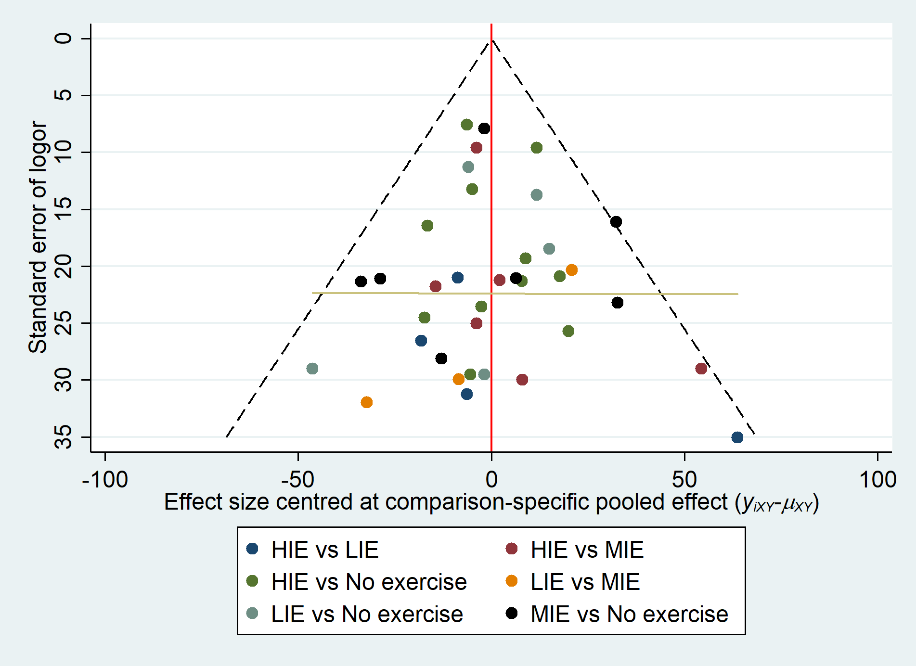 0
5
10
15
20
25
30
35
Standard error of logor
-100 -50 0 50 100
Effect size centred at comparison-specific pooled effect (yiXY-μXY)
HIE vs LIE HIE vs MIE
HIE vs No exercise LIE vs MIE
LIE vs No exercise MIE vs No exercise